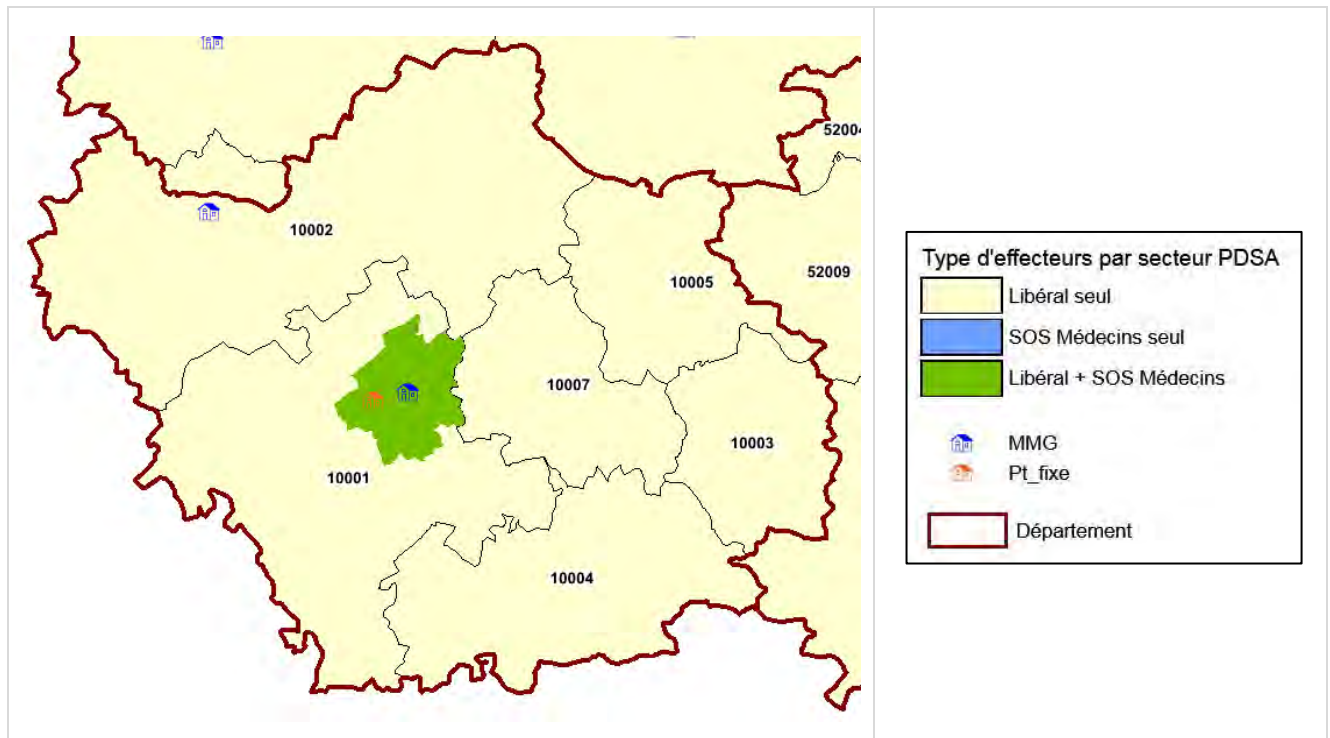 52004
10002
10005
52009
10007
10003
10001
10004
Type d'effecteurs par secteur PDSA
Libéral seul
SOS Médecins seul
Libéral + SOS Médecins
MMG
Pt_fixe
Département